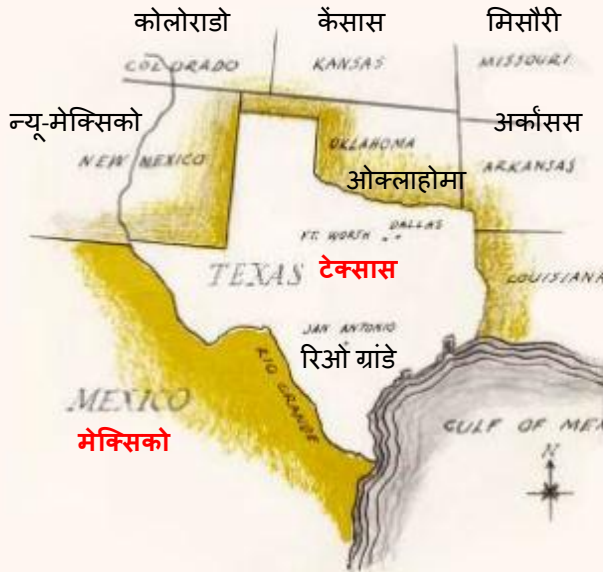 कोलोराडो केंसास मिसौरी
COLORADO KANSAS MISSOURI
न्यू-मेक्सिको अर्कांसस
NEW MEXICO OKLAHOMA ARKANSAS
ओक्लाहोमा
DALLAS
FT. WORTH
TEXAS टेक्सास LOUISIANA
SAN ANTONIO
रिओ ग्रांडे
RIO GRANDE
MEXICO
मेक्सिको
GULF OF ME
N